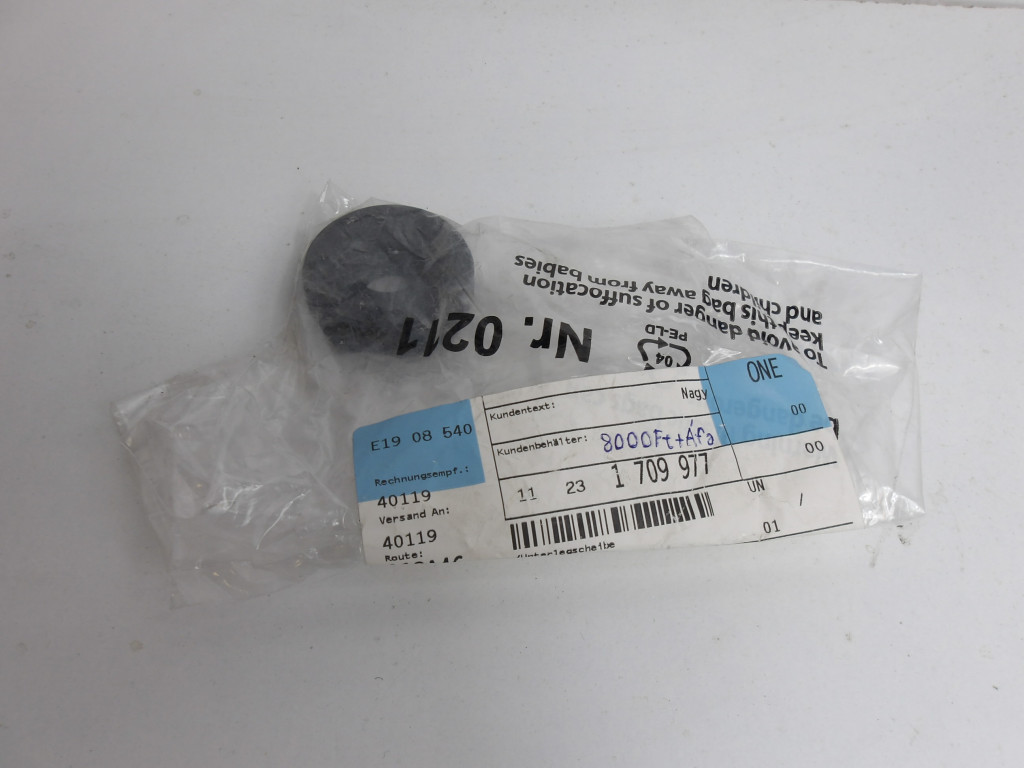 To avoid danger of suffocation
keep this bag away from babies
and children
04
PE-LD
Nr. 0211
E19 08 540
Rechnungsempf.:
40119
Versand An:
40119
Route:
Kundentext:
Nagy
Kundenbehälter:
8000Ft+Áfa
11 23 1 709 977
Unterlegscheibe
ONE
00
00
UN /
01